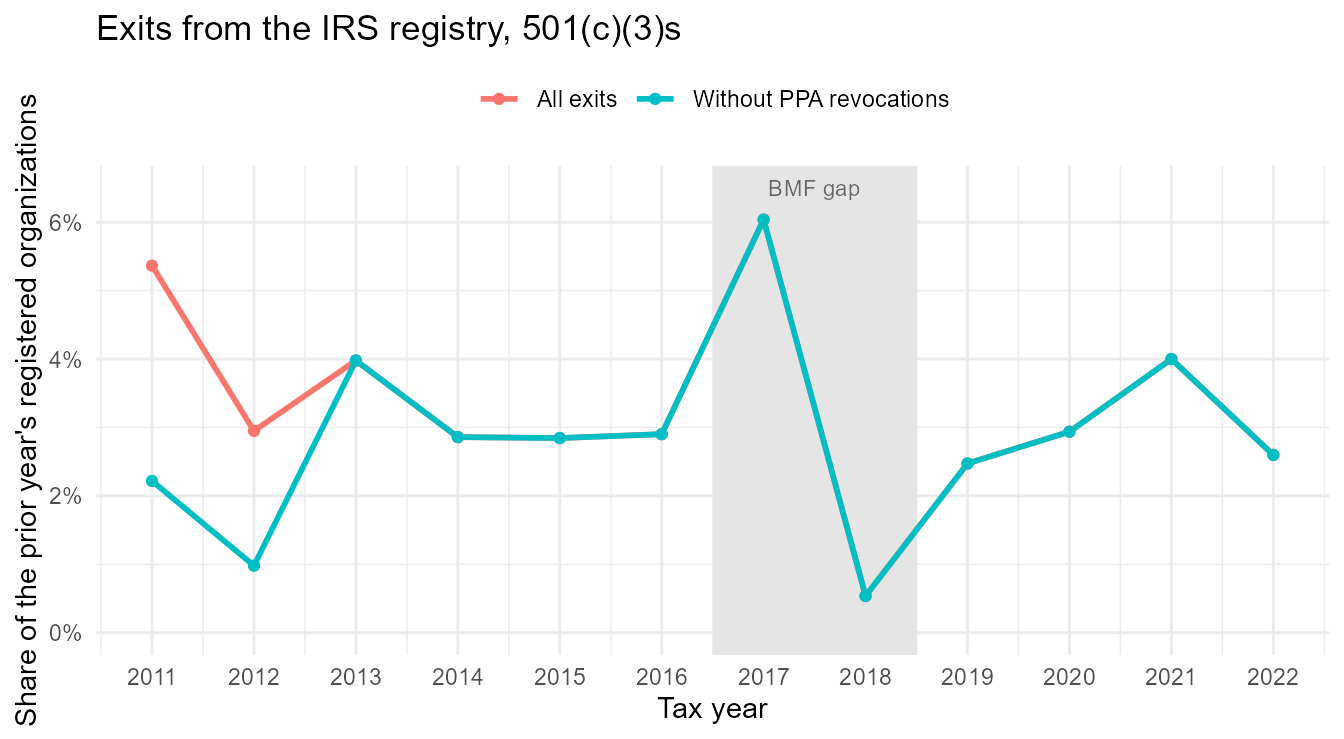 Exits from the IRS registry, 501(c)(3)s
All exits
Without PPA revocations
Share of the prior year's registered organizations
BMF gap
6%
4%
2%
0%
2011 2012 2013 2014 2015 2016 2017 2018 2019 2020 2021 2022
Tax year